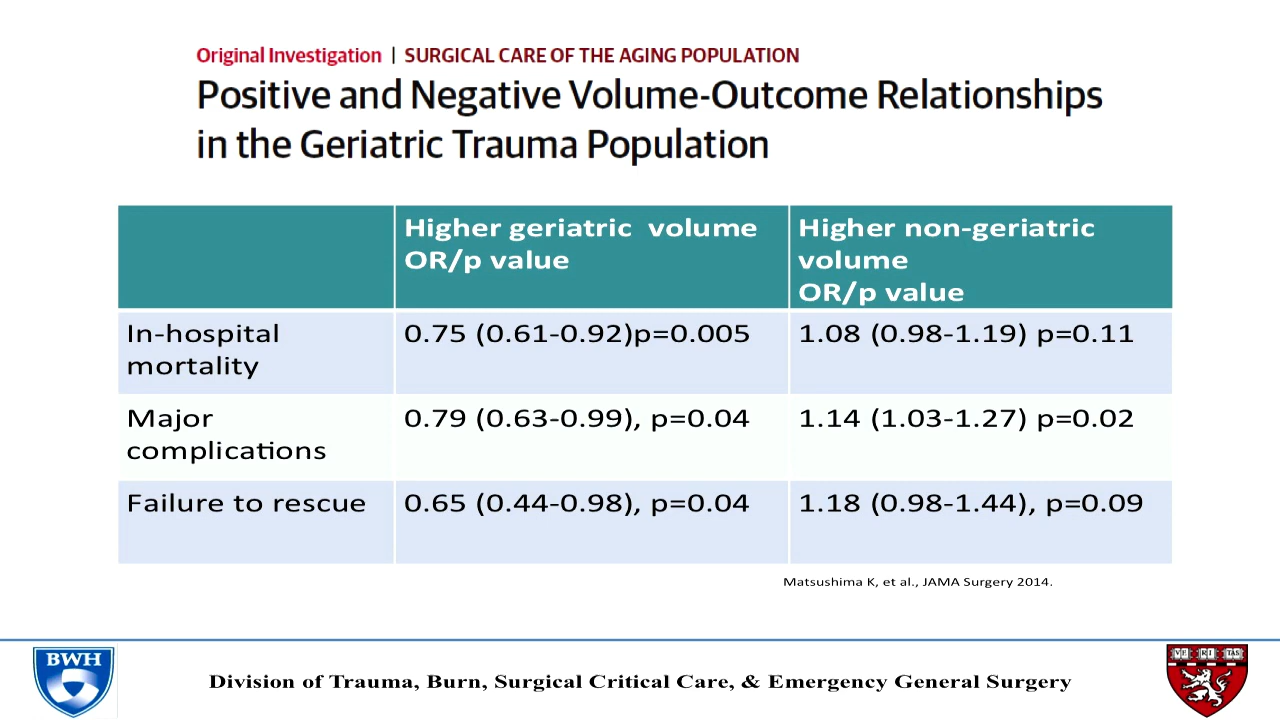 Original Investigation | SURGICAL CARE OF THE AGING POPULATION
Positive and Negative Volume-Outcome Relationships
in the Geriatric Trauma Population
Higher geriatric volume
OR/p value
Higher non-geriatric
volume
OR/p value
In-hospital
mortality
0.75 (0.61-0.92)p=0.005
1.08 (0.98-1.19) p=0.11
Major
complications
0.79 (0.63-0.99), p=0.04
1.14 (1.03-1.27) p=0.02
Failure to rescue
0.65 (0.44-0.98), p=0.04
1.18 (0.98-1.44), p=0.09
Matsushima K, et al., JAMA Surgery 2014.
BWH
Division of Trauma, Burn, Surgical Critical Care, & Emergency General Surgery
VE RI TAS